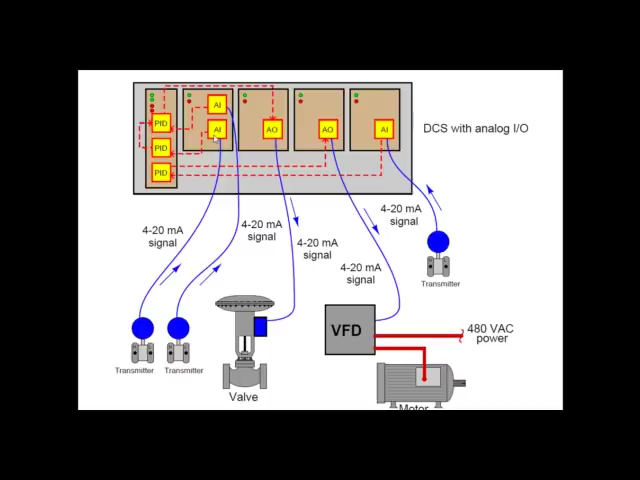 AI
PID
AI
AO
AO
AI
DCS with analog I/O
PID
PID
4-20 mA
signal
4-20 mA
signal
4-20 mA
signal
4-20 mA
signal
4-20 mA
signal
Transmitter
VFD
480 VAC
power
Transmitter
Transmitter
Valve
Motor